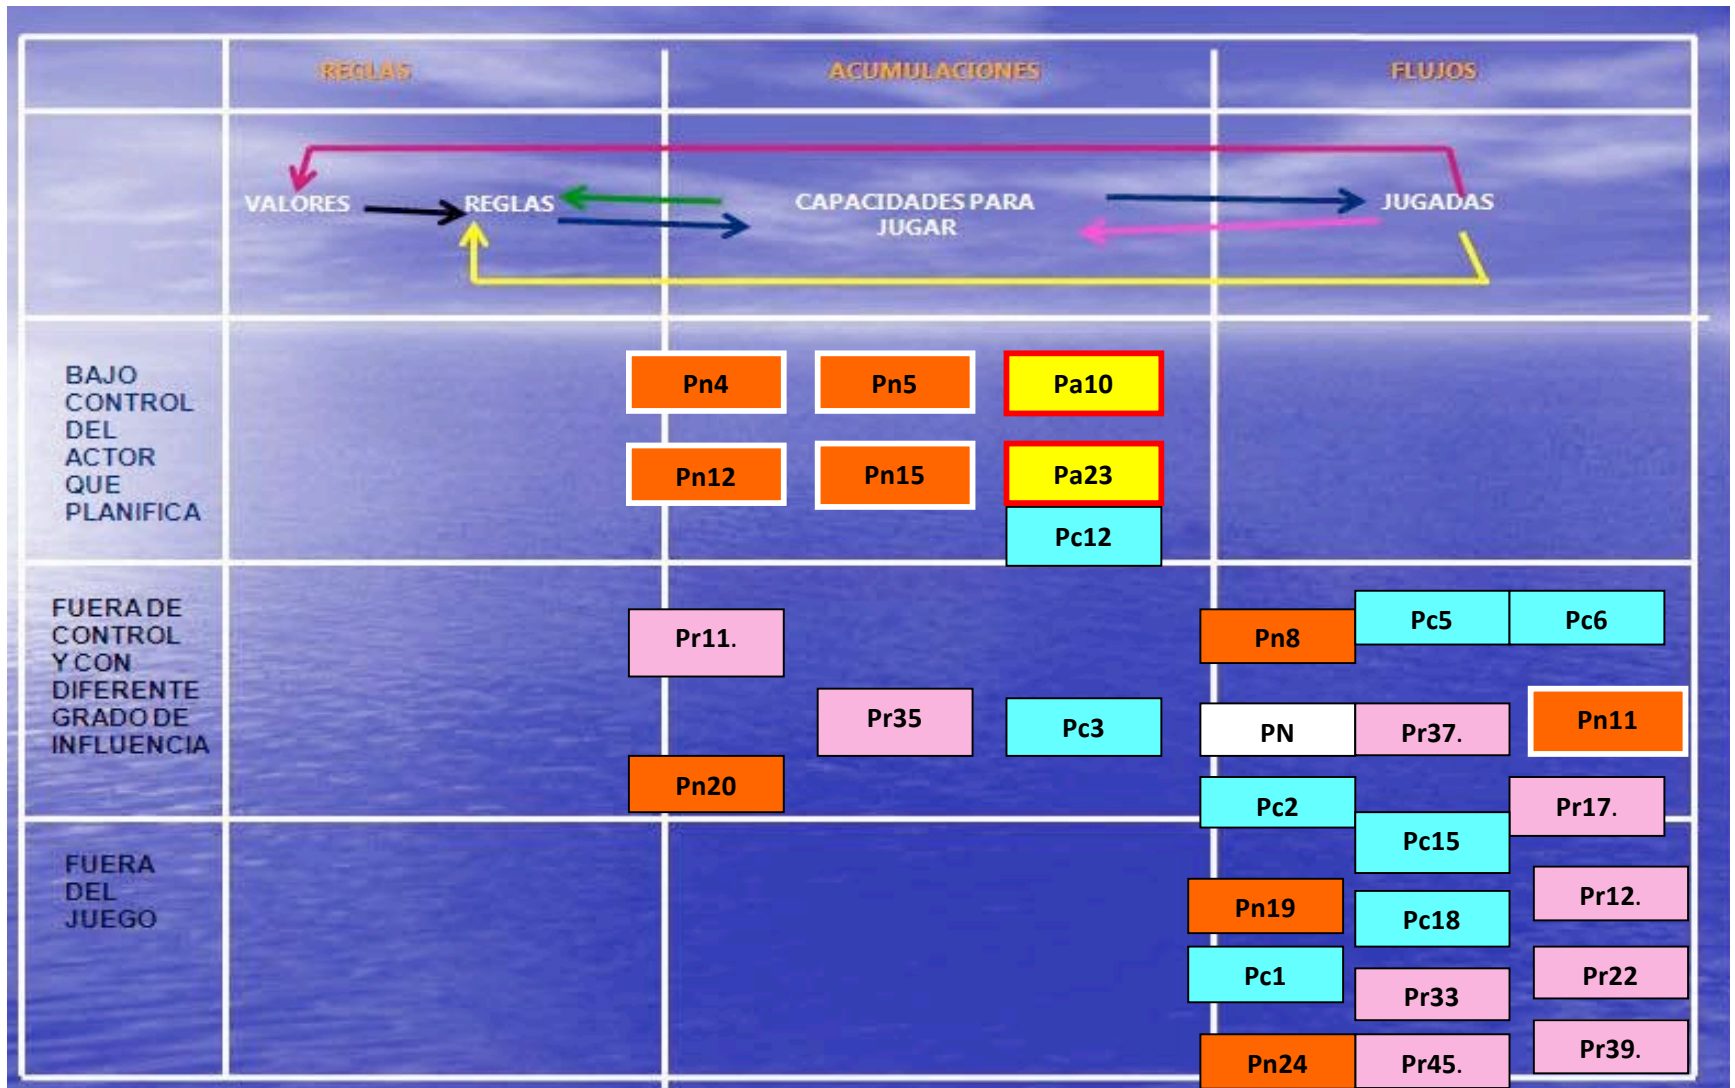 REGLAS
ACUMULACIONES
FLUJOS
VALORES
REGLAS
CAPACIDADES PARA
JUGAR
JUGADAS
BAJO
CONTROL
DEL
ACTOR
QUE
PLANIFICA
Pn4
Pn5
Pa10
Pn12
Pn15
Pa23
Pc12
FUERA DE
CONTROL
Y CON
DIFERENTE
GRADO DE
INFLUENCIA
Pr11.
Pn8
Pc5
Pc6
Pr35
Pc3
PN
Pr37.
Pn11
Pn20
Pc2
Pr17.
Pc15
FUERA
DEL
JUEGO
Pn19
Pc18
Pr12.
Pc1
Pr33
Pr22
Pn24
Pr45.
Pr39.